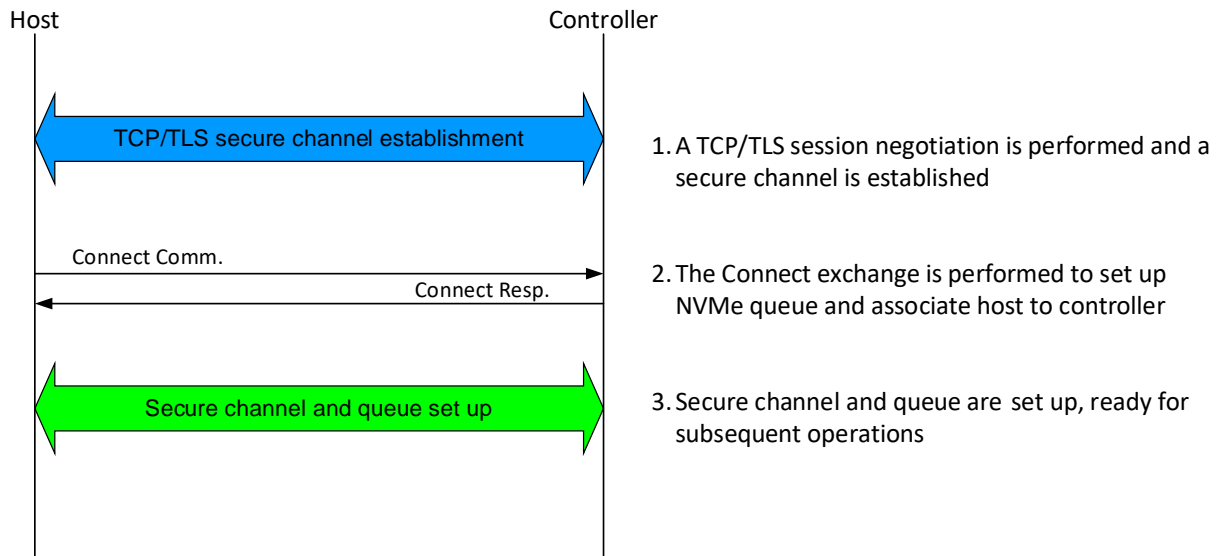 Host
Controller
TCP/TLS secure channel establishment
1. A TCP/TLS session negotiation is performed and a
secure channel is established
Connect Comm.
Connect Resp.
2. The Connect exchange is performed to set up
NVMe queue and associate host to controller
Secure channel and queue set up
3. Secure channel and queue are set up, ready for
subsequent operations